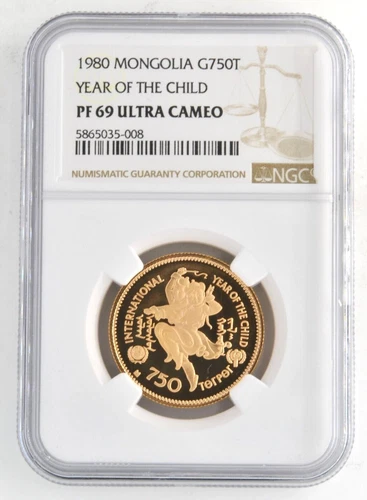 1980 MONGOLIA G750T
YEAR OF THE CHILD
PF 69 ULTRA CAMEO
5865035-008
NUMISMATIC GUARANTY CORPORATION
NGC
INTERNATIONAL
YEAR OF THE CHILD
750
ТӨГРӨГ